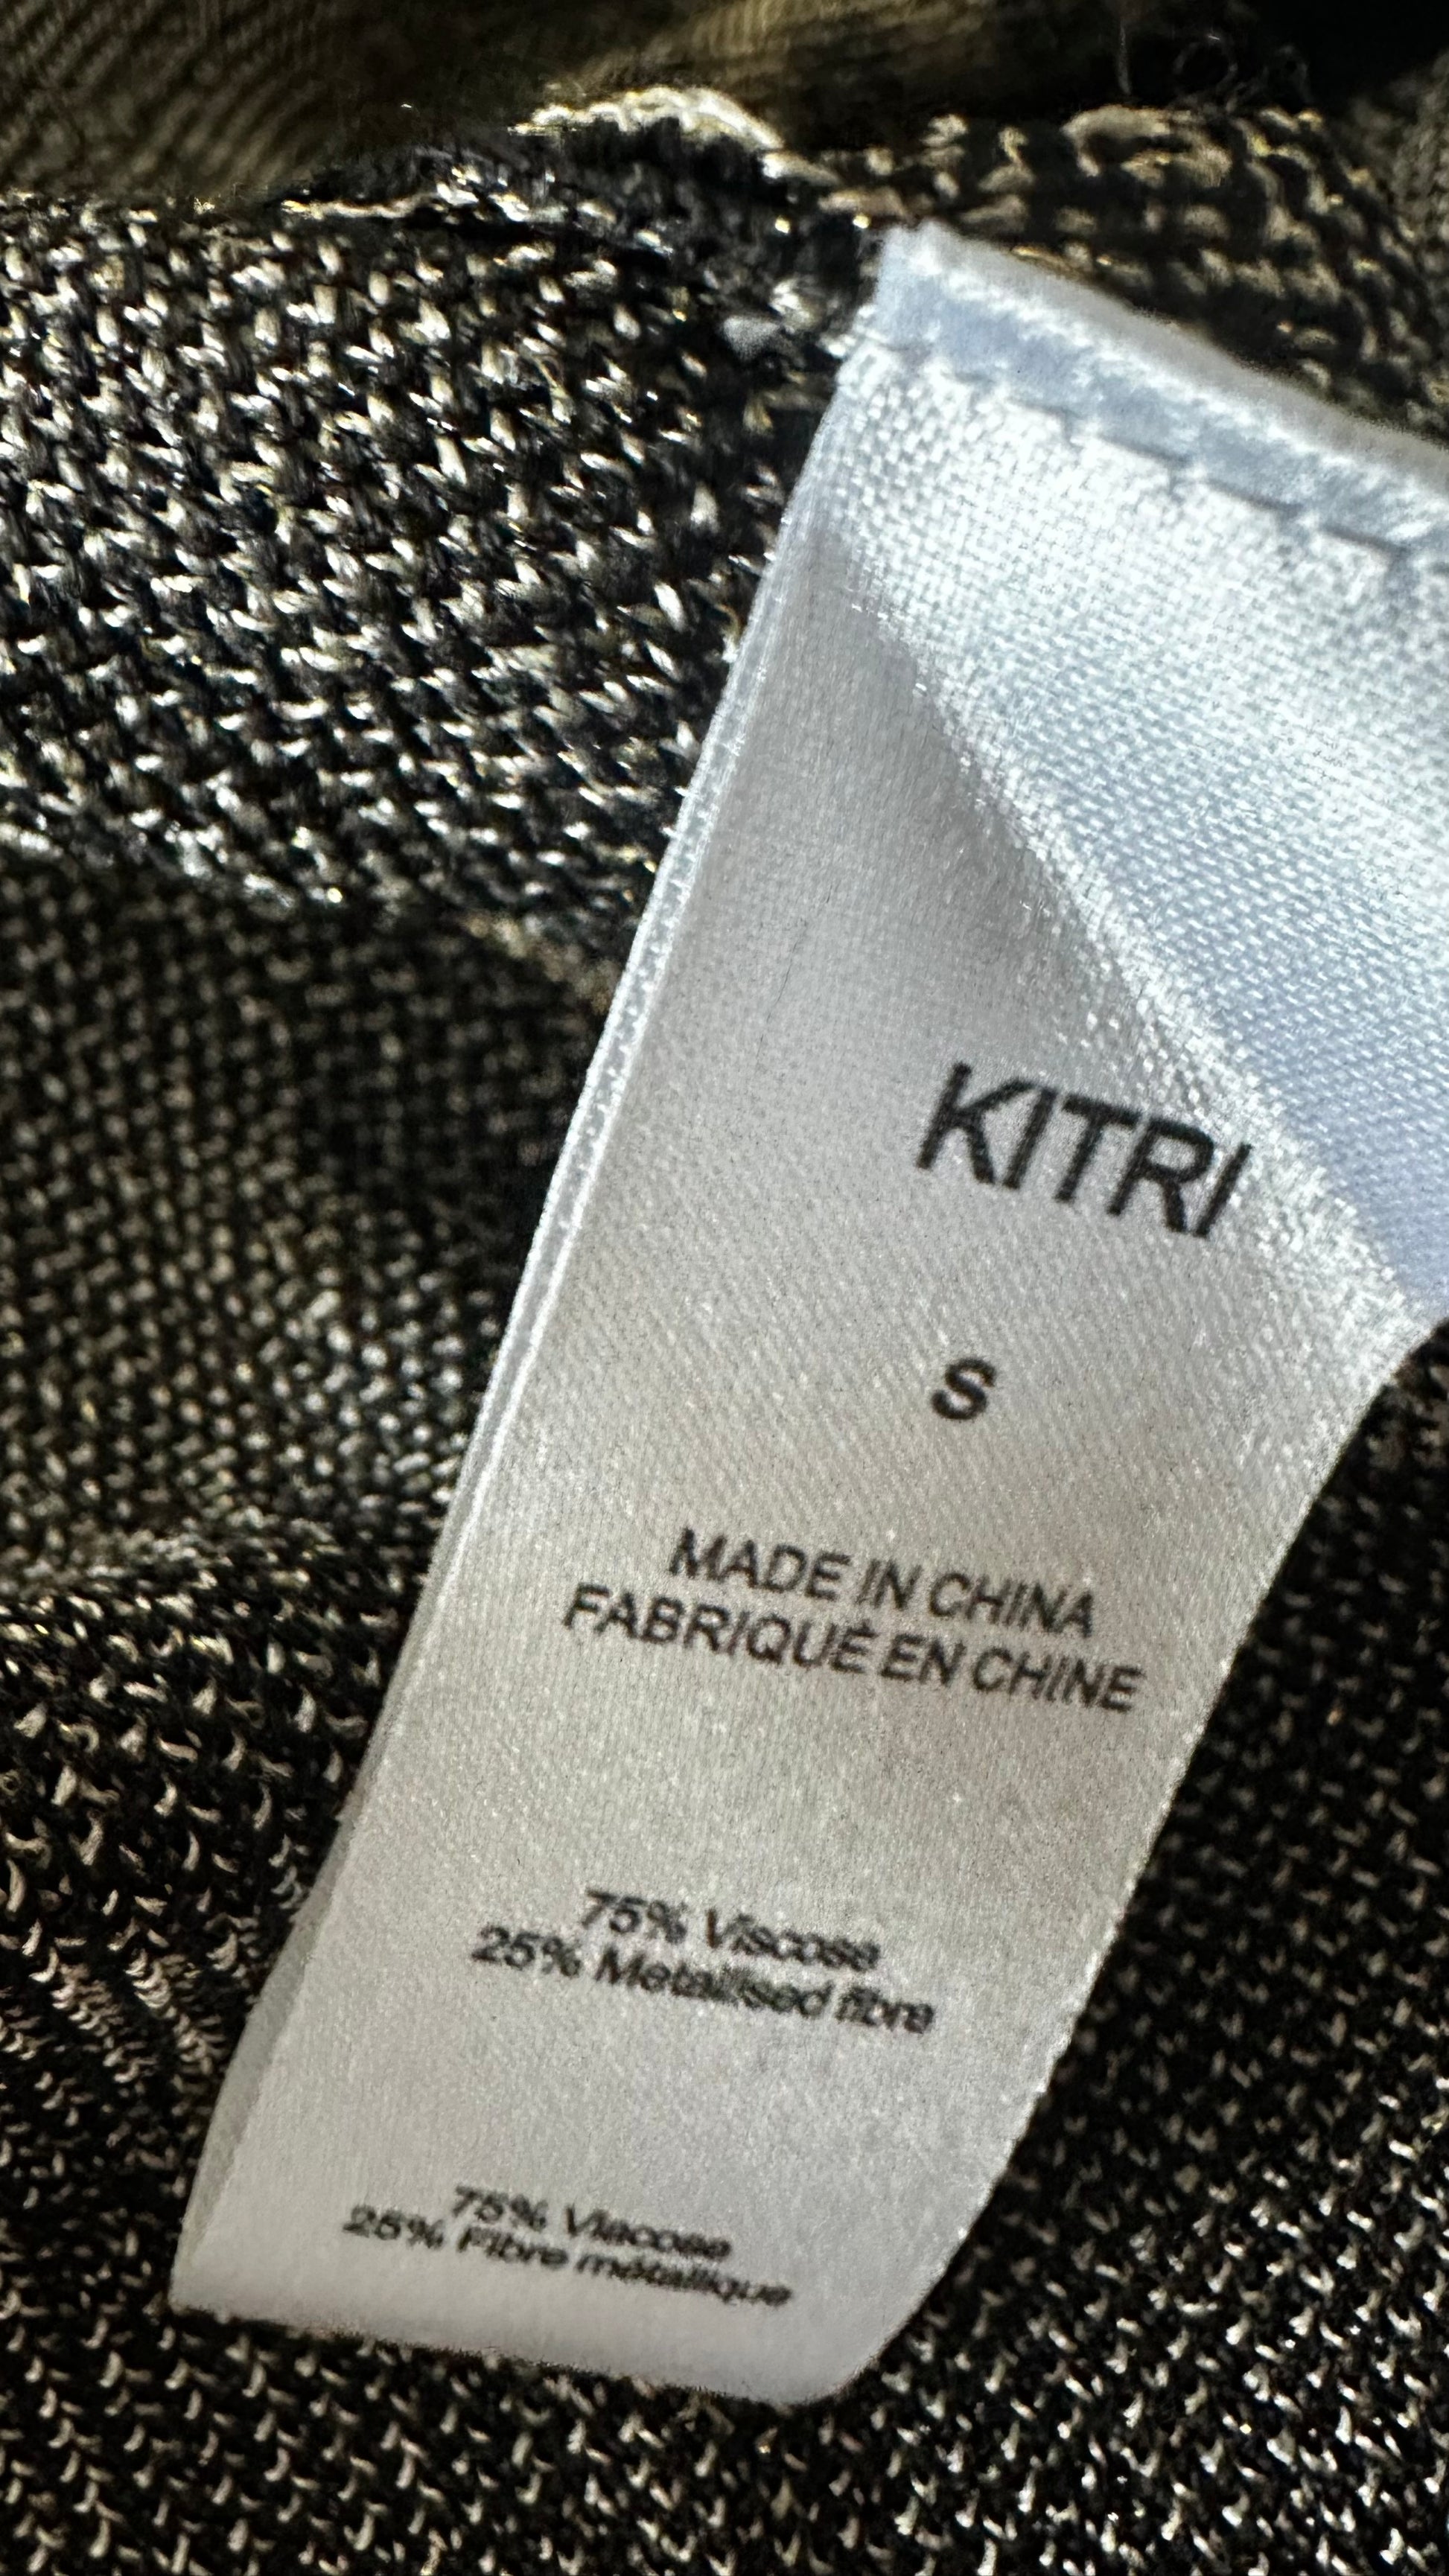 KITRI
S
MADE IN CHINA
FABRIQUÉ EN CHINE
75% Viscose
25% Metallised fibre
75% Viscose
25% Fibre métallique